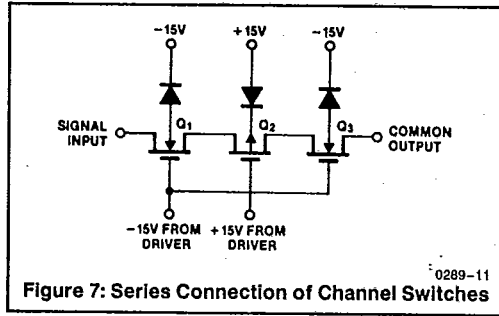 -15V +15V -15V
Q1 Q2 Q3
SIGNAL INPUT
COMMON OUTPUT
-15V FROM DRIVER
+15V FROM DRIVER
0289-11
Figure 7: Series Connection of Channel Switches